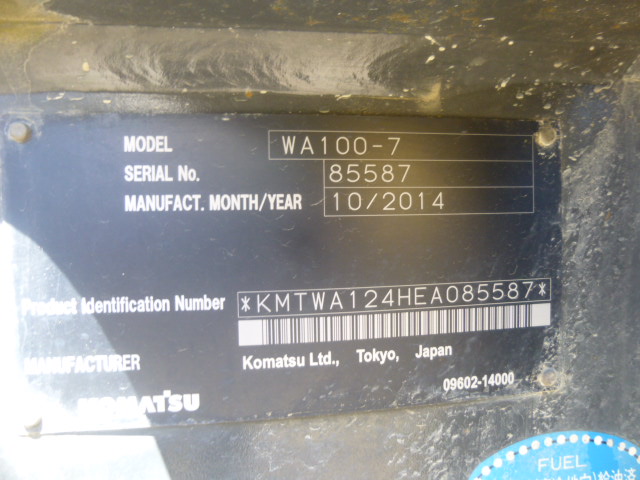 MODEL WA100-7
SERIAL No. 85587
MANUFACT. MONTH/YEAR 10/2014
Product Identification Number *KMTWA124HEA085587*
MANUFACTURER Komatsu Ltd., Tokyo, Japan
KOMATSU
09602-14000
FUEL